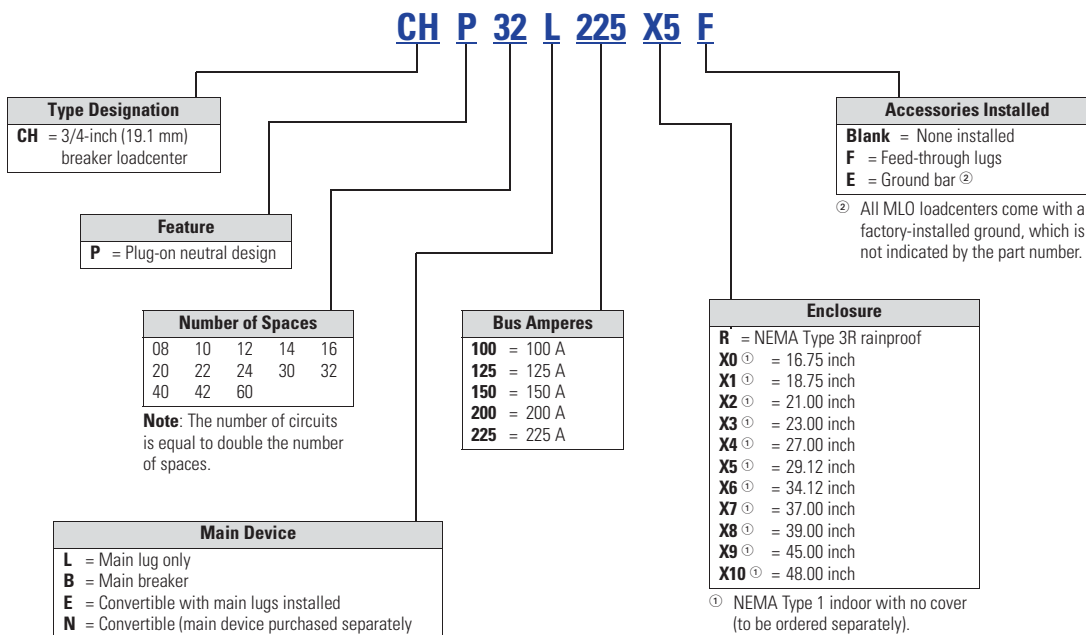 CH P 32 L 225 X5 F
Type Designation
CH = 3/4-inch (19.1 mm)
breaker loadcenter
Feature
P = Plug-on neutral design
Number of Spaces
08 10 12 14 16
20 22 24 30 32
40 42 60
Note: The number of circuits
is equal to double the number
of spaces.
Main Device
L = Main lug only
B = Main breaker
E = Convertible with main lugs installed
N = Convertible (main device purchased separately
Bus Amperes
100 = 100 A
125 = 125 A
150 = 150 A
200 = 200 A
225 = 225 A
Enclosure
R = NEMA Type 3R rainproof
X0 ① = 16.75 inch
X1 ① = 18.75 inch
X2 ① = 21.00 inch
X3 ① = 23.00 inch
X4 ① = 27.00 inch
X5 ① = 29.12 inch
X6 ① = 34.12 inch
X7 ① = 37.00 inch
X8 ① = 39.00 inch
X9 ① = 45.00 inch
X10 ① = 48.00 inch
① NEMA Type 1 indoor with no cover
(to be ordered separately).
Accessories Installed
Blank = None installed
F = Feed-through lugs
E = Ground bar ②
② All MLO loadcenters come with a
factory-installed ground, which is
not indicated by the part number.